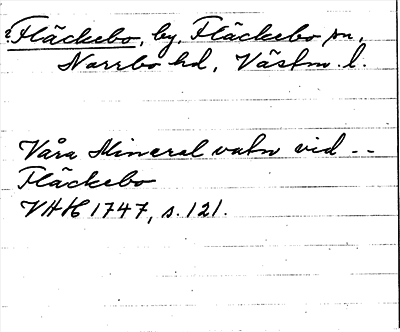 Fläckebo, by, Fläckebo sn,
Norrbo hd, Västm. l.
Våra Mineral vatn vid --
Fläckebo
VAH 1747, s. 121.